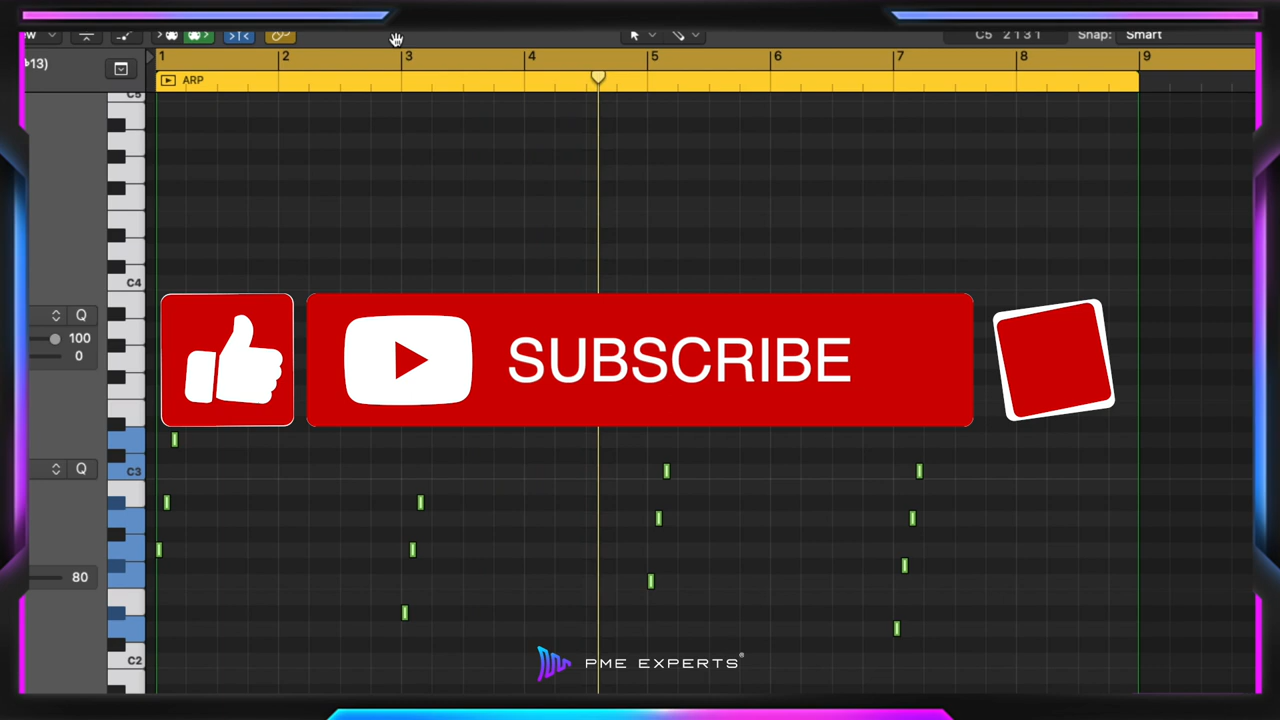 C5 2 1 3 1 Snap: Smart
13)
1 2 3 4 5 6 7 8 9
ARP
C4
Q
100
0
SUBSCRIBE
Q
C3
80
C2
PME EXPERTS®